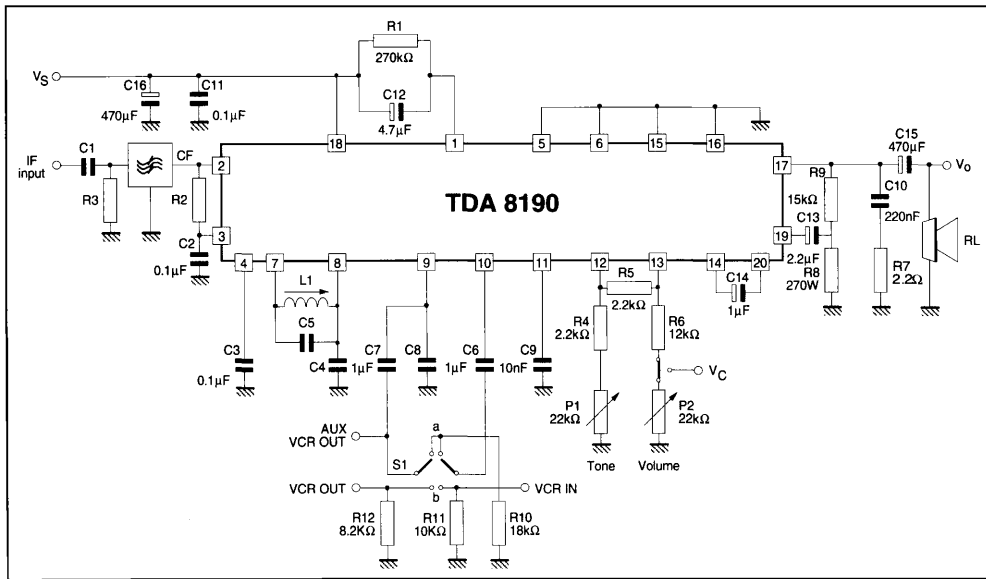 R1
270kΩ
VS
C16
C11
C12
470µF
0.1µF
4.7µF
C1
CF
IF
input
R3
R2
C2
0.1µF
18
1
5
6
15
16
2
3
17
19
TDA 8190
4
7
8
9
10
11
12
13
14
20
C15
470µF
Vo
R9
15kΩ
C10
220nF
C13
2.2µF
R8
270W
R7
2.2Ω
RL
L1
C5
C3
0.1µF
C4
C7
1µF
C8
C6
1µF
C9
10nF
R5
2.2kΩ
R4
2.2kΩ
R6
12kΩ
C14
1µF
VC
P1
22kΩ
P2
22kΩ
Tone
Volume
AUX
VCR OUT
S1
a
VCR OUT
b
VCR IN
R12
8.2KΩ
R11
10KΩ
R10
18kΩ